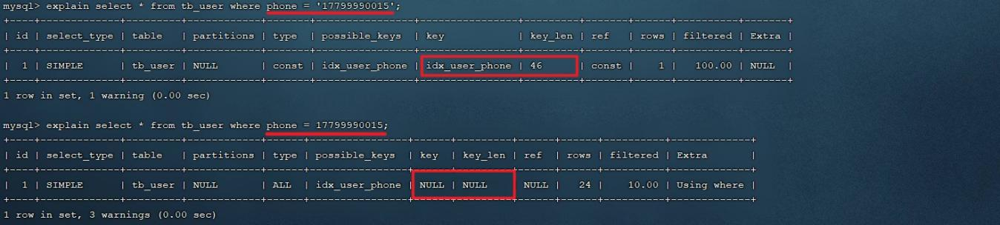 mysql> explain select * from tb_user where phone = '17799990015';
+----+-------------+---------+------------+-------+----------------+----------------+---------+-------+------+----------+-------+
| id | select_type | table | partitions | type | possible_keys | key | key_len | ref | rows | filtered | Extra |
+----+-------------+---------+------------+-------+----------------+----------------+---------+-------+------+----------+-------+
| 1 | SIMPLE | tb_user | NULL | const | idx_user_phone | idx_user_phone | 46 | const | 1 | 100.00 | NULL |
+----+-------------+---------+------------+-------+----------------+----------------+---------+-------+------+----------+-------+
1 row in set, 1 warning (0.00 sec)
mysql> explain select * from tb_user where phone = 17799990015;
+----+-------------+---------+------------+------+----------------+------+---------+------+------+----------+-------------+
| id | select_type | table | partitions | type | possible_keys | key | key_len | ref | rows | filtered | Extra |
+----+-------------+---------+------------+------+----------------+------+---------+------+------+----------+-------------+
| 1 | SIMPLE | tb_user | NULL | ALL | idx_user_phone | NULL | NULL | NULL | 24 | 10.00 | Using where |
+----+-------------+---------+------------+------+----------------+------+---------+------+------+----------+-------------+
1 row in set, 3 warnings (0.00 sec)